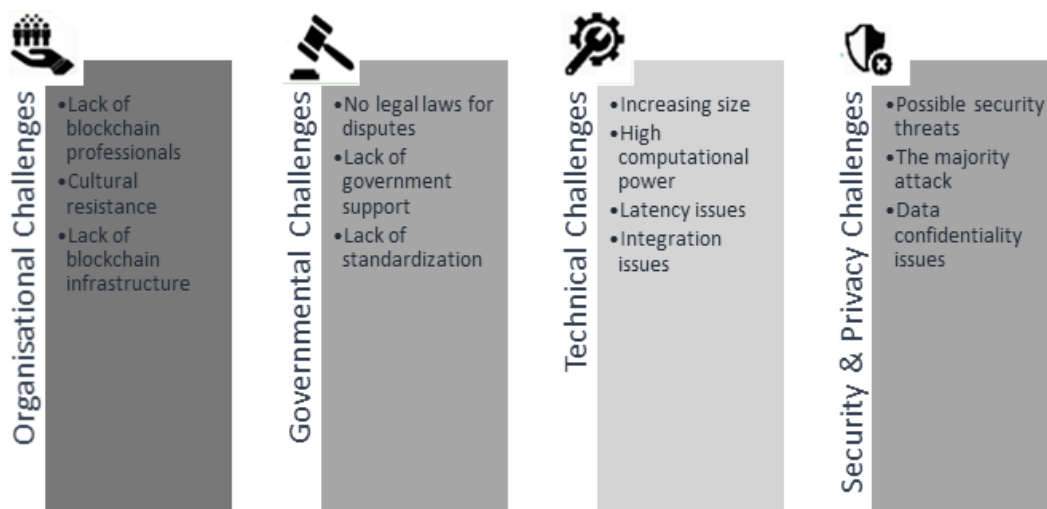 Organisational Challenges
•Lack of
blockchain
professionals
•Cultural
resistance
•Lack of
blockchain
infrastructure
Governmental Challenges
•No legal laws for
disputes
•Lack of
government
support
•Lack of
standardization
Technical Challenges
•Increasing size
•High
computational
power
•Latency issues
•Integration
issues
Security & Privacy Challenges
•Possible security
threats
•The majority
attack
•Data
confidentiality
issues